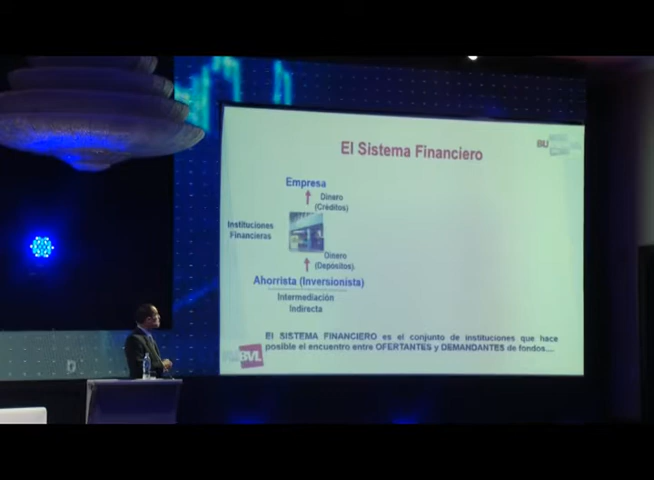 El Sistema Financiero
Empresa
Dinero
(Créditos)
Instituciones
Financieras
Dinero
(Depósitos)
Ahorrista (Inversionista)
Intermediación
Indirecta
El SISTEMA FINANCIERO es el conjunto de instituciones que hace
posible el encuentro entre OFERTANTES y DEMANDANTES de fondos....
BVL